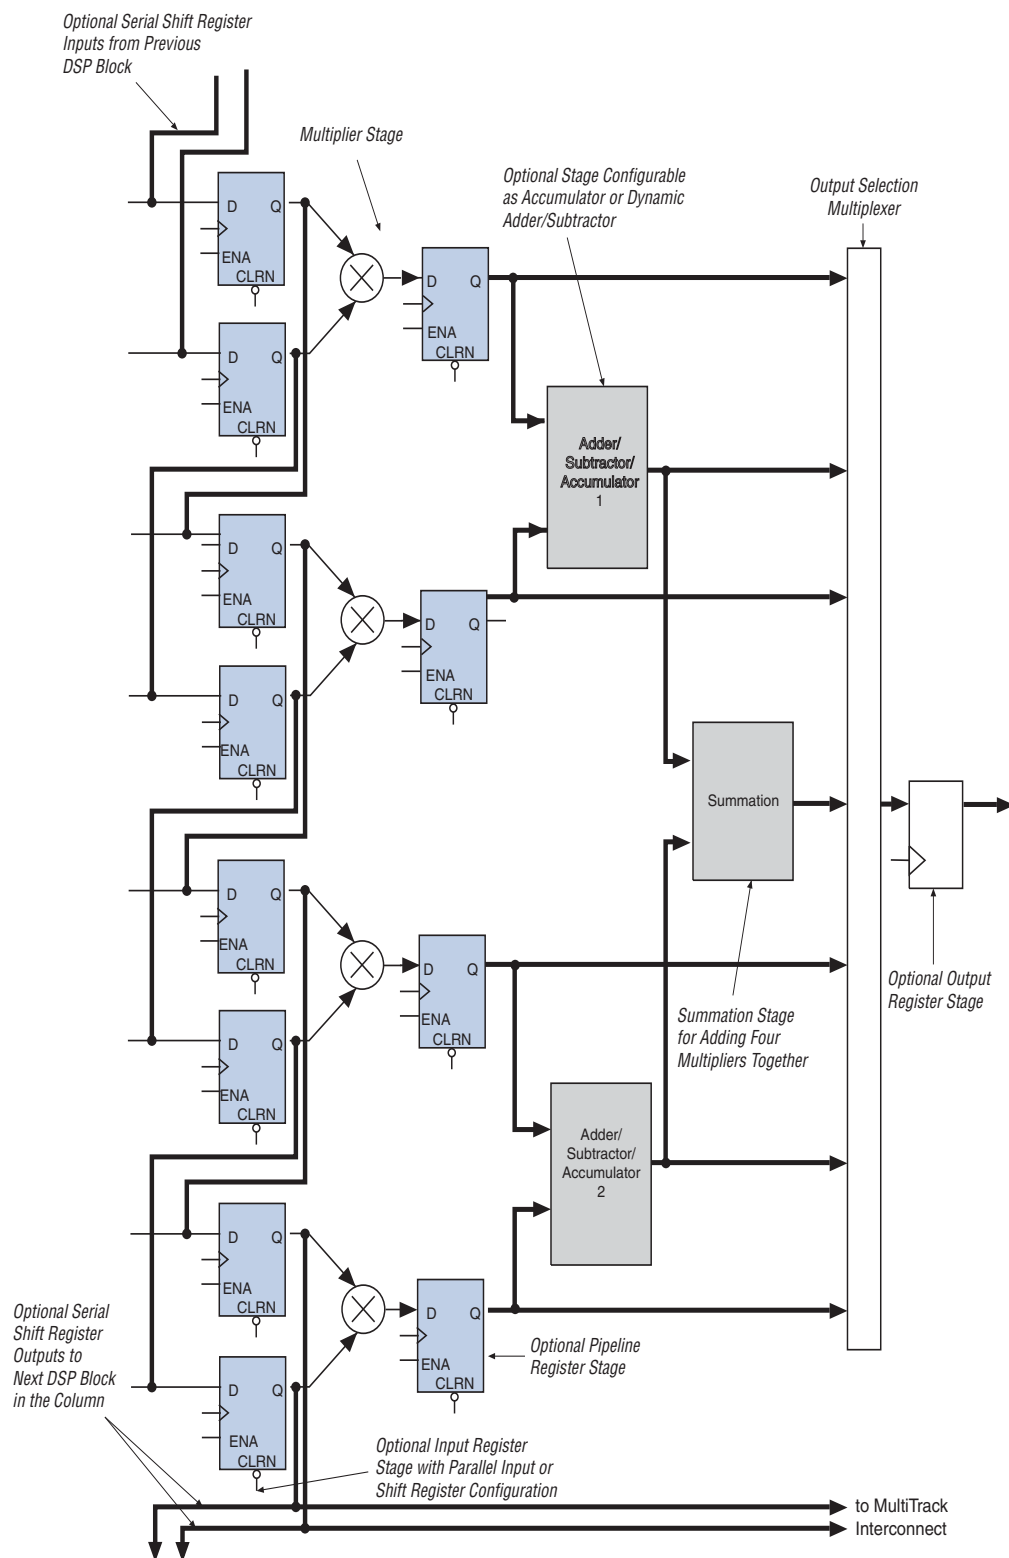 Optional Serial Shift Register
Inputs from Previous
DSP Block
Multiplier Stage
Optional Stage Configurable
as Accumulator or Dynamic
Adder/Subtractor
Output Selection
Multiplexer
D Q
ENA
CLRN
D Q
ENA
CLRN
D Q
ENA
CLRN
Adder/
Subtractor/
Accumulator
1
D Q
ENA
CLRN
D Q
ENA
CLRN
D Q
ENA
CLRN
D Q
ENA
CLRN
Summation
D Q
ENA
CLRN
D Q
ENA
CLRN
Optional Output
Register Stage
Summation Stage
for Adding Four
Multipliers Together
D Q
ENA
CLRN
Adder/
Subtractor/
Accumulator
2
D Q
ENA
CLRN
D Q
ENA
CLRN
Optional Serial
Shift Register
Outputs to
Next DSP Block
in the Column
Optional Pipeline
Register Stage
Optional Input Register
Stage with Parallel Input or
Shift Register Configuration
to MultiTrack
Interconnect